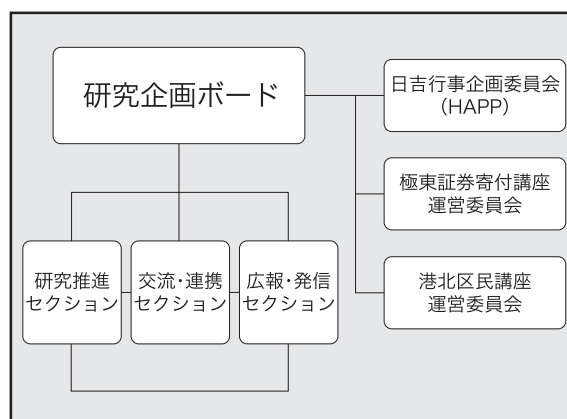 研究企画ボード
日吉行事企画委員会
（HAPP）
極東証券寄付講座
運営委員会
港北区民講座
運営委員会
研究推進
セクション
交流・連携
セクション
広報・発信
セクション